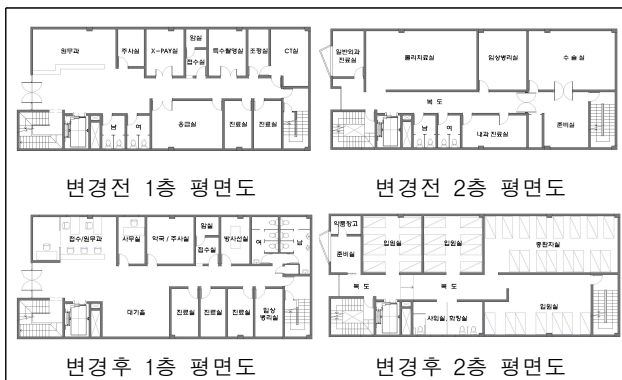 원무과
주사실
X-PAY실
암실
접수실
특수촬영실
조정실
CT실
남
여
응급실
진료실
진료실
변경전 1층 평면도
일반외과
진료실
물리치료실
임상병리실
수 술 실
복 도
남
여
내과 진료실
준비실
변경전 2층 평면도
접수/원무과
사무실
약국 / 주사실
암실
접수실
방사선실
여
남
대기홀
진료실
진료실
진료실
임상
병리실
변경후 1층 평면도
약품창고
준비실
입원실
입원실
중환자실
복 도
복 도
샤워실, 화장실
입원실
변경후 2층 평면도